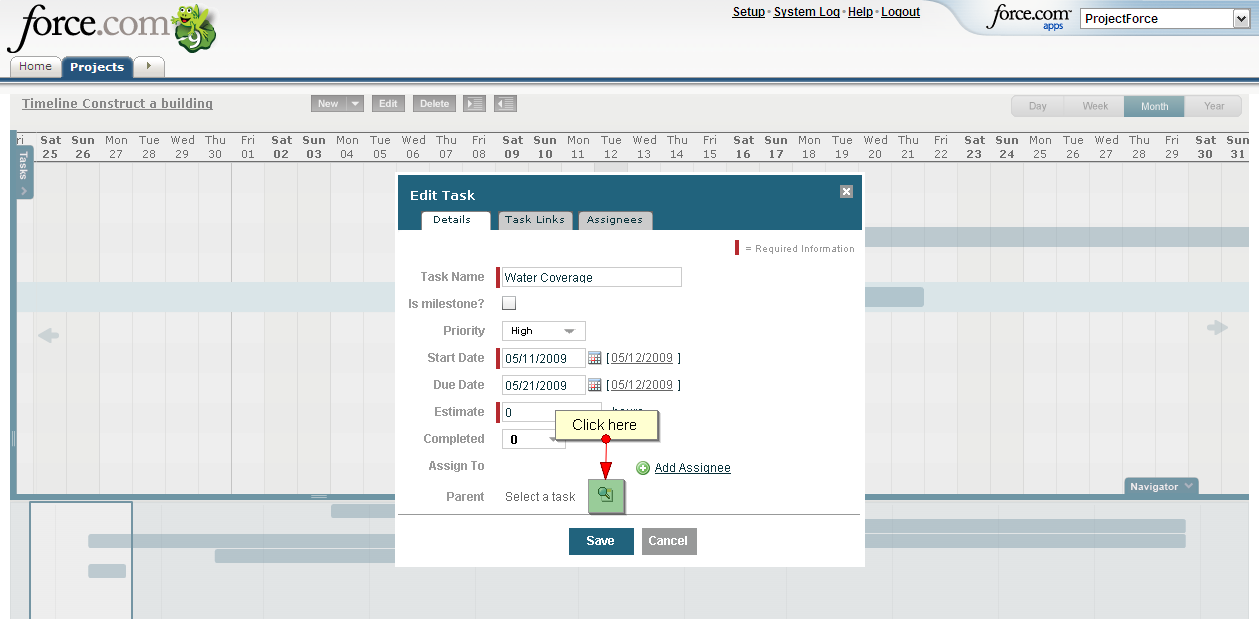 force.com 9
Setup · System Log · Help · Logout
force.com apps
ProjectForce
Home Projects
Timeline Construct a building
New Edit Delete
Day Week Month Year
ri Sat Sun Mon Tue Wed Thu Fri Sat Sun Mon Tue Wed Thu Fri Sat Sun Mon Tue Wed Thu Fri Sat Sun Mon Tue Wed Thu Fri Sat Sun Mon Tue Wed Thu Fri Sat Sun
25 26 27 28 29 30 01 02 03 04 05 06 07 08 09 10 11 12 13 14 15 16 17 18 19 20 21 22 23 24 25 26 27 28 29 30 31
Tasks
Edit Task
Details Task Links Assignees
= Required Information
Task Name Water Coverage
Is milestone?
Priority High
Start Date 05/11/2009 [ 05/12/2009 ]
Due Date 05/21/2009 [ 05/12/2009 ]
Estimate 0 hours
Click here
Completed 0
Assign To Add Assignee
Parent Select a task
Save Cancel
Navigator